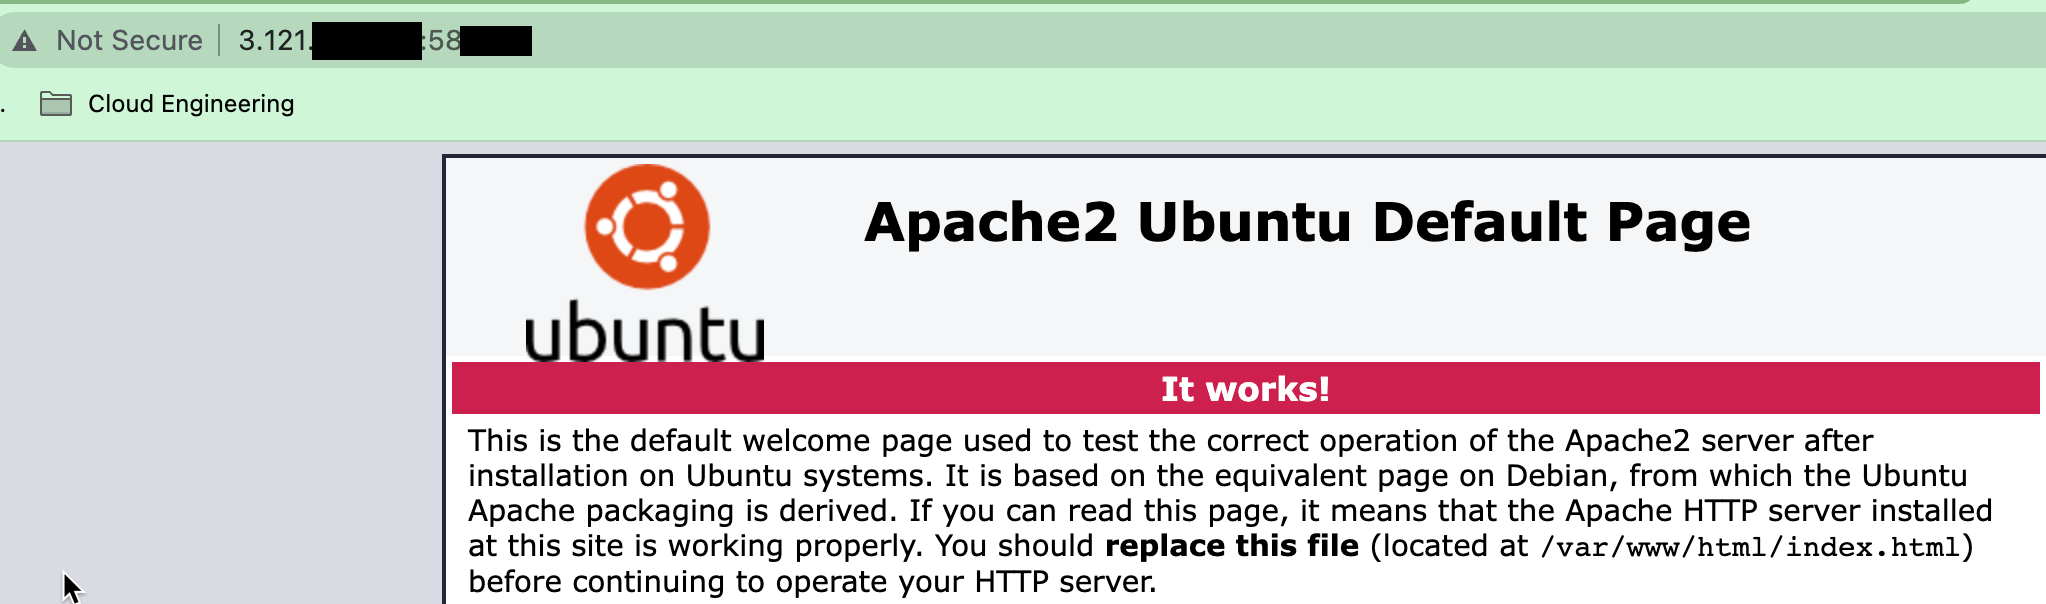 Not Secure | 3.121. :58
. Cloud Engineering
ubuntu
Apache2 Ubuntu Default Page
It works!
This is the default welcome page used to test the correct operation of the Apache2 server after
installation on Ubuntu systems. It is based on the equivalent page on Debian, from which the Ubuntu
Apache packaging is derived. If you can read this page, it means that the Apache HTTP server installed
at this site is working properly. You should replace this file (located at /var/www/html/index.html)
before continuing to operate your HTTP server.